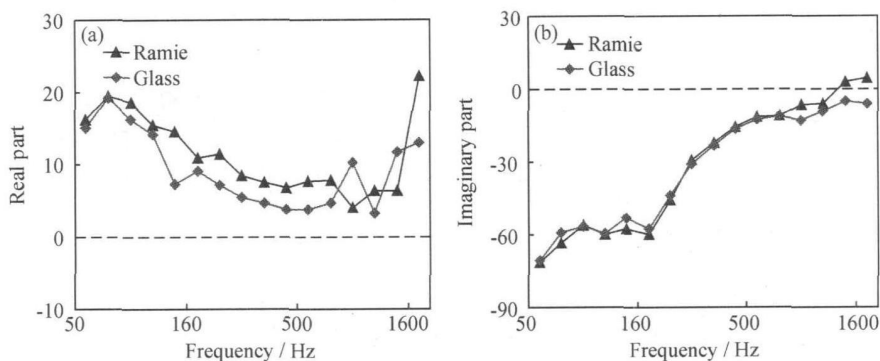 (a)
Ramie
Glass
30
20
10
0
-10
Real part
50
160
500
1600
Frequency / Hz
(b)
Ramie
Glass
30
0
-30
-60
-90
Imaginary part
50
160
500
1600
Frequency / Hz